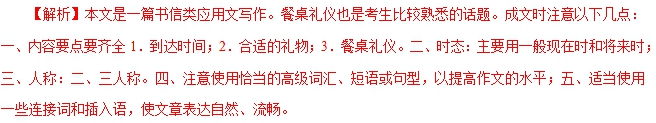 【解析】本文是一篇书信类应用文写作。餐桌礼仪也是考生比较熟悉的话题。成文时注意以下几点：
一、内容要点要齐全 1．到达时间；2．合适的礼物；3．餐桌礼仪。二、时态：主要用一般现在时和将来时；
三、人称：二、三人称。四、注意使用恰当的高级词汇、短语或句型，以提高作文的水平；五、适当使用
一些连接词和插入语，使文章表达自然、流畅。